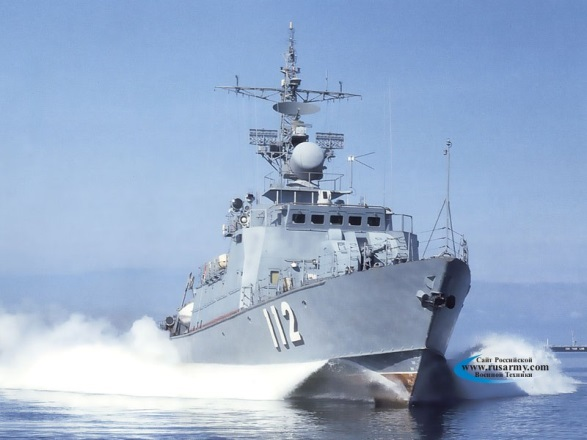 112
Сайт Российской
www.rusarmy.com
Военной Техники